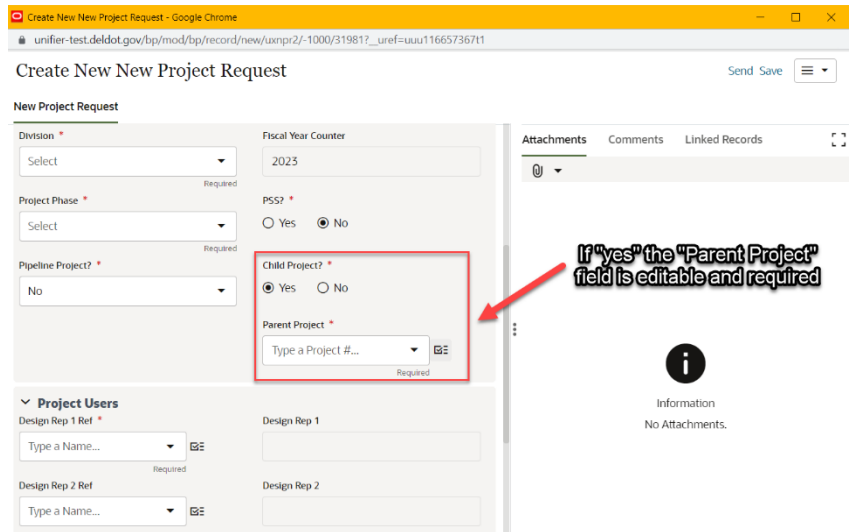 Create New New Project Request - Google Chrome
unifier-test.deldot.gov/bp/mod/bp/record/new/uxnpr2/-1000/31981?_uref=uuu116657367t1
Create New New Project Request
Send Save
New Project Request
Division *
Fiscal Year Counter
Select
2023
Required
Project Phase *
PSS? *
Select
Yes No
Required
Pipeline Project? *
Child Project? *
No
Yes No
Parent Project *
Type a Project #...
Required
Project Users
Design Rep 1 Ref *
Design Rep 1
Type a Name...
Required
Design Rep 2 Ref
Design Rep 2
Type a Name...
Attachments Comments Linked Records
If "yes" the "Parent Project"
field is editable and required
Information
No Attachments.